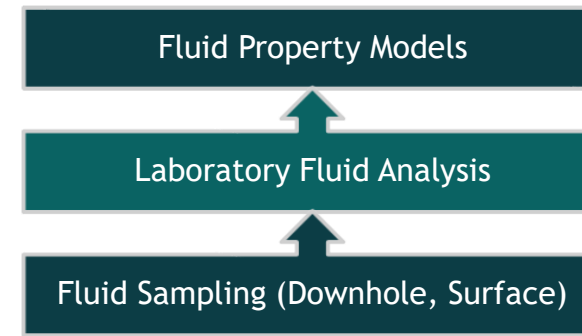 Fluid Property Models
Laboratory Fluid Analysis
Fluid Sampling (Downhole, Surface)